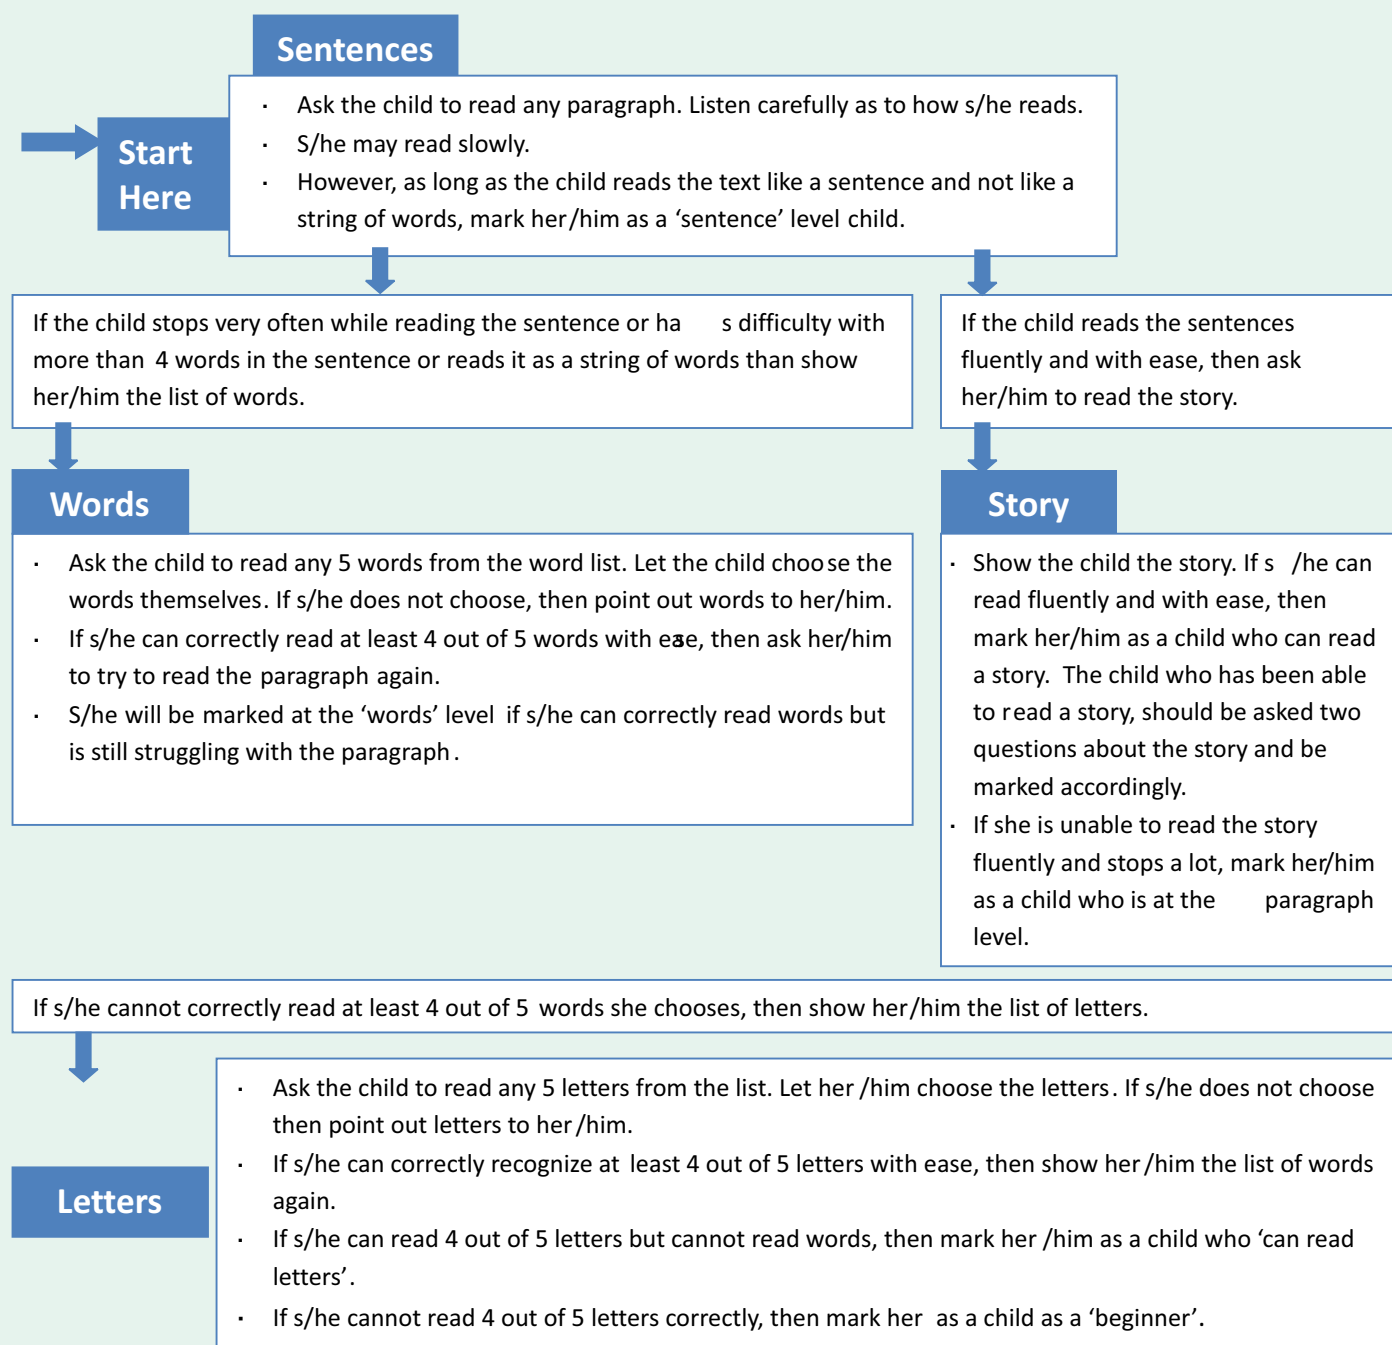 Sentences
Start
Here
· Ask the child to read any paragraph. Listen carefully as to how s/he reads.
· S/he may read slowly.
· However, as long as the child reads the text like a sentence and not like a
string of words, mark her/him as a ‘sentence’ level child.
If the child stops very often while reading the sentence or ha s difficulty with
more than 4 words in the sentence or reads it as a string of words than show
her/him the list of words.
If the child reads the sentences
fluently and with ease, then ask
her/him to read the story.
Words
· Ask the child to read any 5 words from the word list. Let the child choose the
words themselves. If s/he does not choose, then point out words to her/him.
· If s/he can correctly read at least 4 out of 5 words with ease, then ask her/him
to try to read the paragraph again.
· S/he will be marked at the ‘words’ level if s/he can correctly read words but
is still struggling with the paragraph.
Story
· Show the child the story. If s /he can
read fluently and with ease, then
mark her/him as a child who can read
a story. The child who has been able
to read a story, should be asked two
questions about the story and be
marked accordingly.
· If she is unable to read the story
fluently and stops a lot, mark her/him
as a child who is at the paragraph
level.
If s/he cannot correctly read at least 4 out of 5 words she chooses, then show her/him the list of letters.
Letters
· Ask the child to read any 5 letters from the list. Let her /him choose the letters. If s/he does not choose
then point out letters to her/him.
· If s/he can correctly recognize at least 4 out of 5 letters with ease, then show her/him the list of words
again.
· If s/he can read 4 out of 5 letters but cannot read words, then mark her /him as a child who ‘can read
letters’.
· If s/he cannot read 4 out of 5 letters correctly, then mark her as a child as a ‘beginner’.